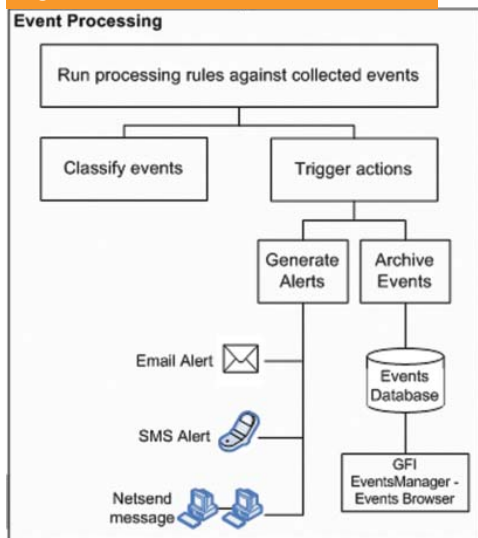 Event Processing
Run processing rules against collected events
Classify events
Trigger actions
Generate
Alerts
Archive
Events
Email Alert
Events
Database
SMS Alert
GFI
EventsManager -
Events Browser
Netsend
message